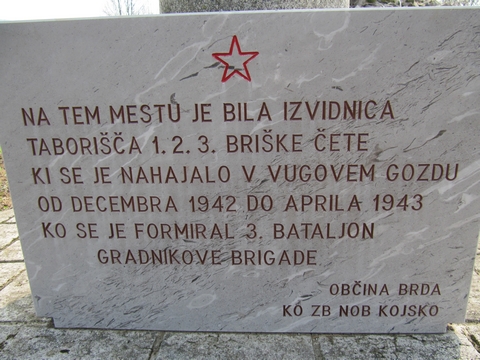 NA TEM MESTU JE BILA IZVIDNICA
TABORIŠČA 1. 2. 3. BRIŠKE ČETE
KI SE JE NAHAJALO V VUGOVEM GOZDU
OD DECEMBRA 1942 DO APRILA 1943
KO SE JE FORMIRAL 3. BATALJON
GRADNIKOVE BRIGADE
OBČINA BRDA
KO ZB NOB KOJSKO